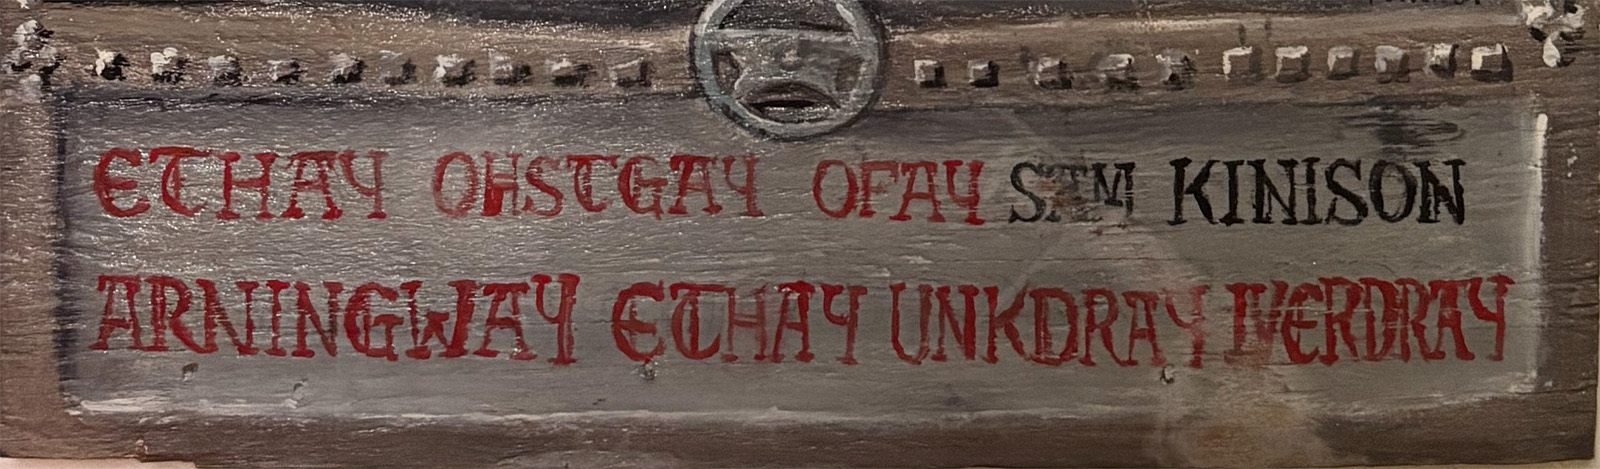 ETHAY OHSTGAY OFAY SAM KINISON
ARNINGWAY ETHAY UNKDRAY IVERDRAY